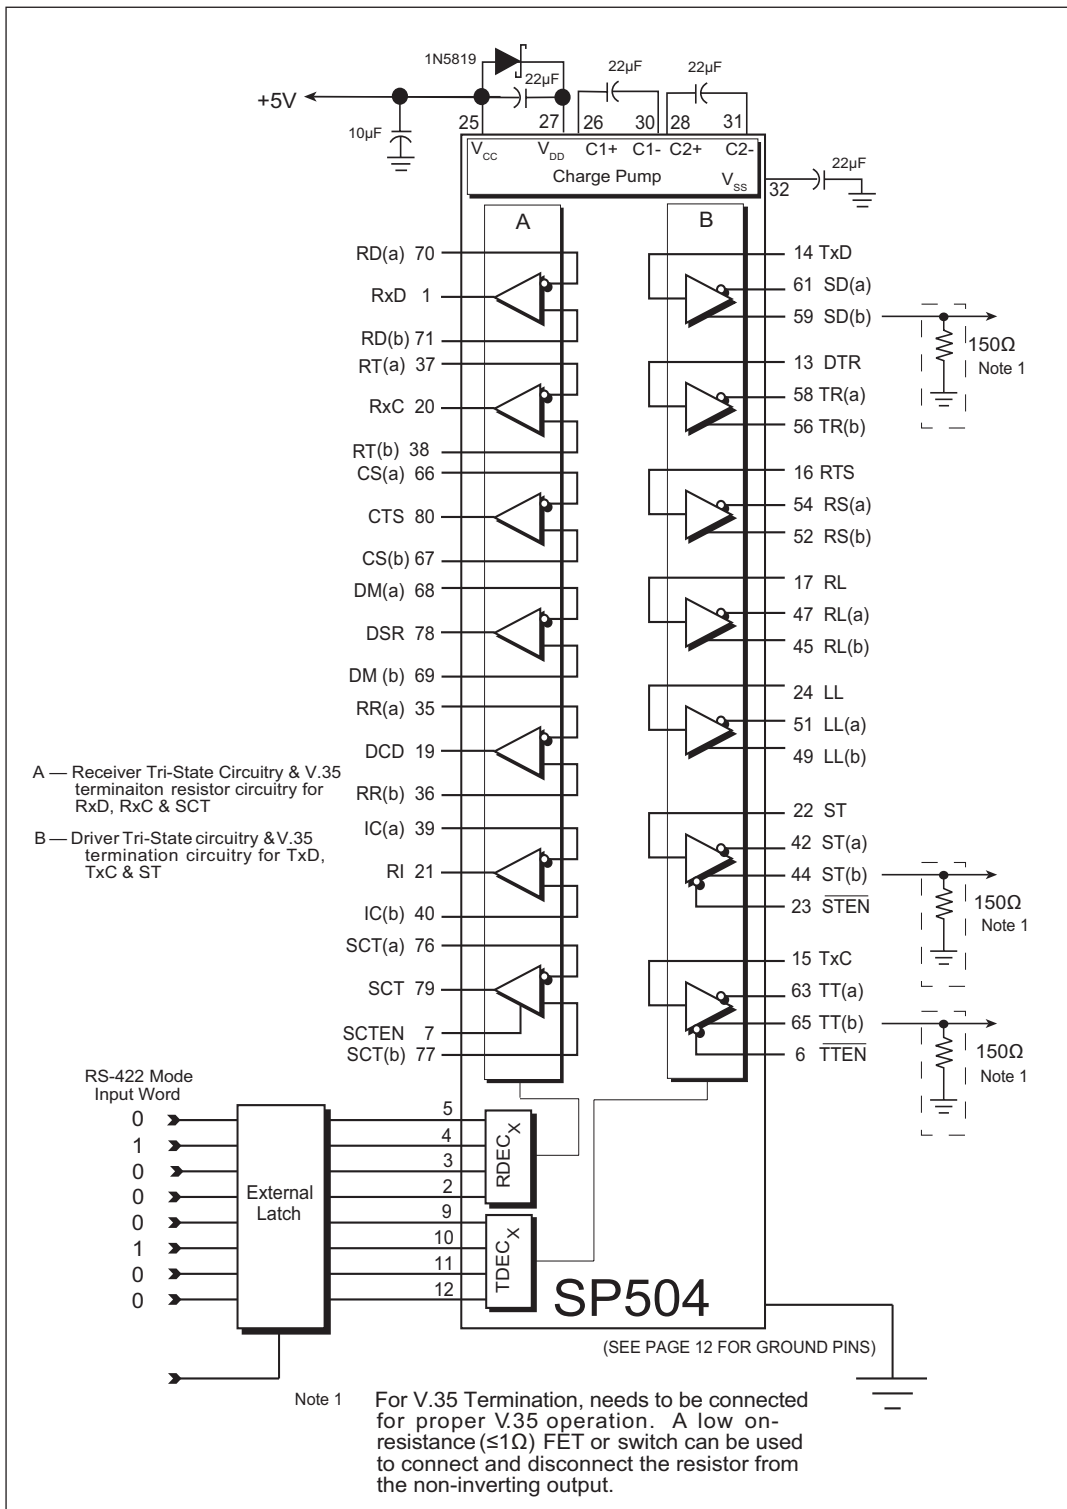 1N5819
22µF
22µF
22µF
+5V
10µF
25
27
26
30
28
31
VCC
VDD
C1+
C1-
C2+
C2-
Charge Pump
VSS
32
22µF
A
B
RD(a) 70
RxD 1
RD(b) 71
RT(a) 37
RxC 20
RT(b) 38
CS(a) 66
CTS 80
CS(b) 67
DM(a) 68
DSR 78
DM (b) 69
RR(a) 35
DCD 19
RR(b) 36
IC(a) 39
RI 21
IC(b) 40
SCT(a) 76
SCT 79
SCTEN 7
SCT(b) 77
14 TxD
61 SD(a)
59 SD(b)
150Ω
Note 1
13 DTR
58 TR(a)
56 TR(b)
16 RTS
54 RS(a)
52 RS(b)
17 RL
47 RL(a)
45 RL(b)
24 LL
51 LL(a)
49 LL(b)
22 ST
42 ST(a)
44 ST(b)
23 STEN
150Ω
Note 1
15 TxC
63 TT(a)
65 TT(b)
6 TTEN
150Ω
Note 1
A — Receiver Tri-State Circuitry & V.35
terminaiton resistor circuitry for
RxD, RxC & SCT
B — Driver Tri-State circuitry & V.35
termination circuitry for TxD,
TxC & ST
RS-422 Mode
Input Word
0
1
0
0
0
1
0
0
External
Latch
5
4
3
2
9
10
11
12
RDECX
TDECX
SP504
(SEE PAGE 12 FOR GROUND PINS)
Note 1
For V.35 Termination, needs to be connected
for proper V.35 operation. A low on-
resistance (≤1Ω) FET or switch can be used
to connect and disconnect the resistor from
the non-inverting output.